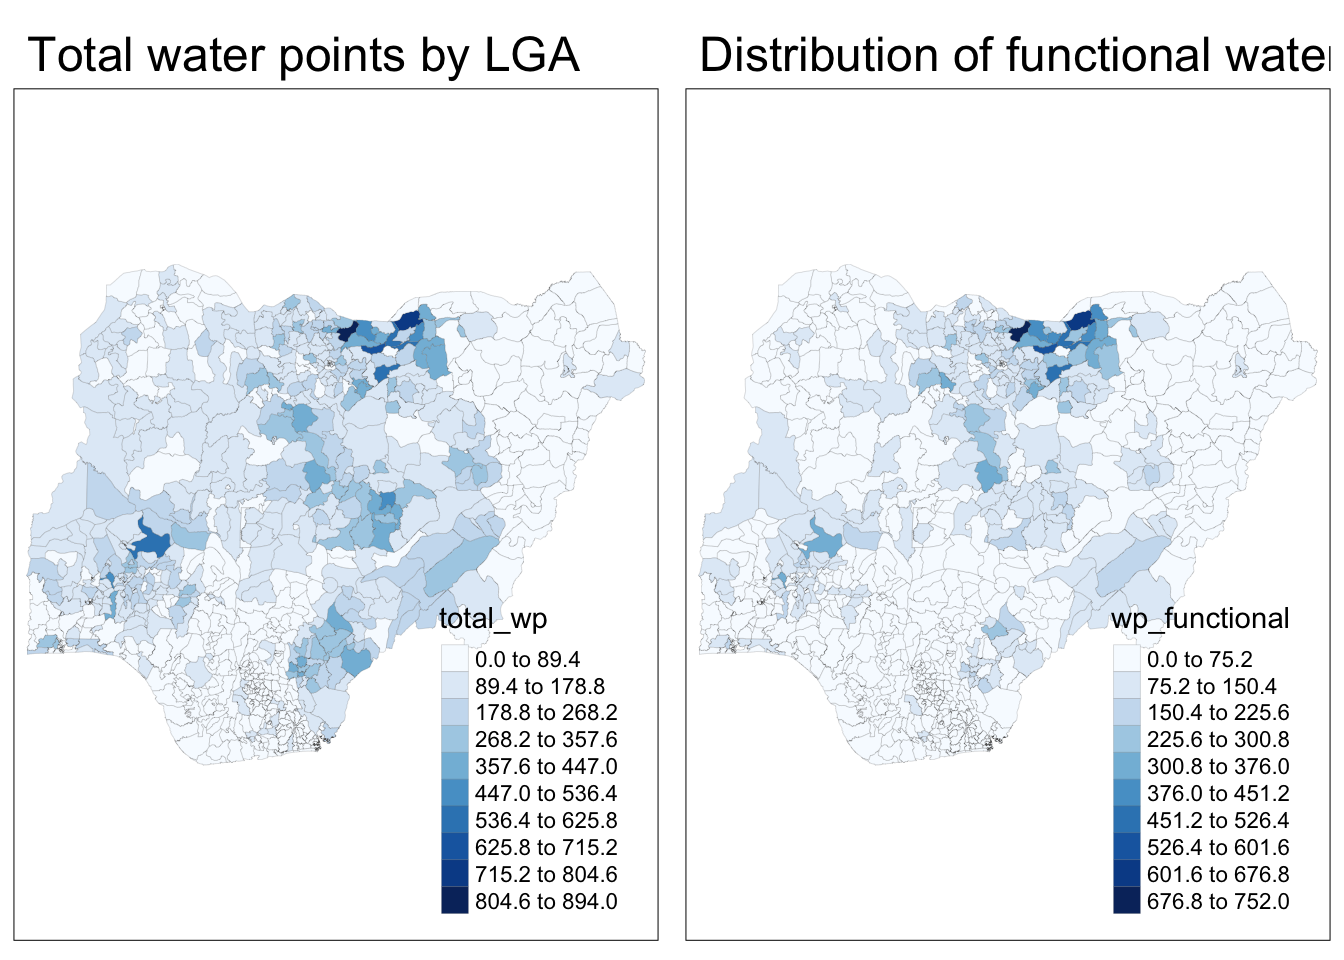 Total water points by LGA
total_wp
0.0 to 89.4
89.4 to 178.8
178.8 to 268.2
268.2 to 357.6
357.6 to 447.0
447.0 to 536.4
536.4 to 625.8
625.8 to 715.2
715.2 to 804.6
804.6 to 894.0
Distribution of functional water
wp_functional
0.0 to 75.2
75.2 to 150.4
150.4 to 225.6
225.6 to 300.8
300.8 to 376.0
376.0 to 451.2
451.2 to 526.4
526.4 to 601.6
601.6 to 676.8
676.8 to 752.0